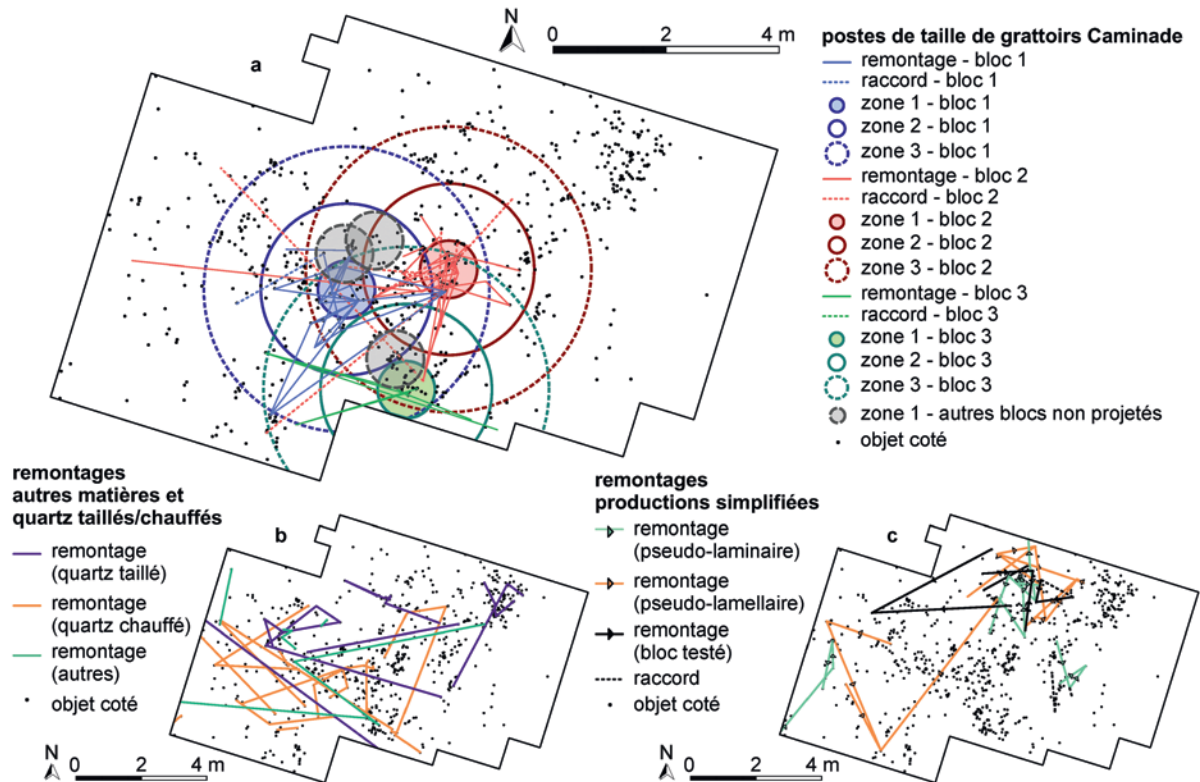 a
N
0 2 4 m
postes de taille de grattoirs Caminade
remontage - bloc 1
raccord - bloc 1
zone 1 - bloc 1
zone 2 - bloc 1
zone 3 - bloc 1
remontage - bloc 2
raccord - bloc 2
zone 1 - bloc 2
zone 2 - bloc 2
zone 3 - bloc 2
remontage - bloc 3
raccord - bloc 3
zone 1 - bloc 3
zone 2 - bloc 3
zone 3 - bloc 3
zone 1 - autres blocs non projetés
objet coté
remontages
autres matières et
quartz taillés/chauffés
remontage
(quartz taillé)
remontage
(quartz chauffé)
remontage
(autres)
objet coté
b
N
0 2 4 m
remontages
productions simplifiées
remontage
(pseudo-laminaire)
remontage
(pseudo-lamellaire)
remontage
(bloc testé)
raccord
objet coté
c
N
0 2 4 m